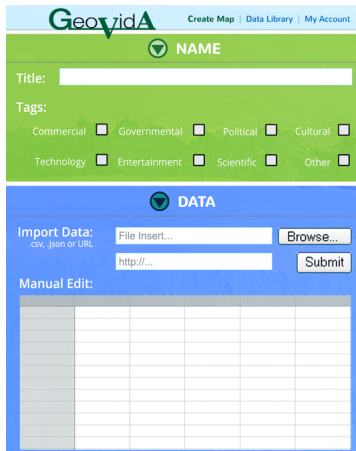 GeovidA
Create Map | Data Library | My Account
NAME
Title:
Tags:
Commercial Governmental Political Cultural
Technology Entertainment Scientific Other
DATA
Import Data: File Insert... Browse...
.csv, .json or URL
http://... Submit
Manual Edit: